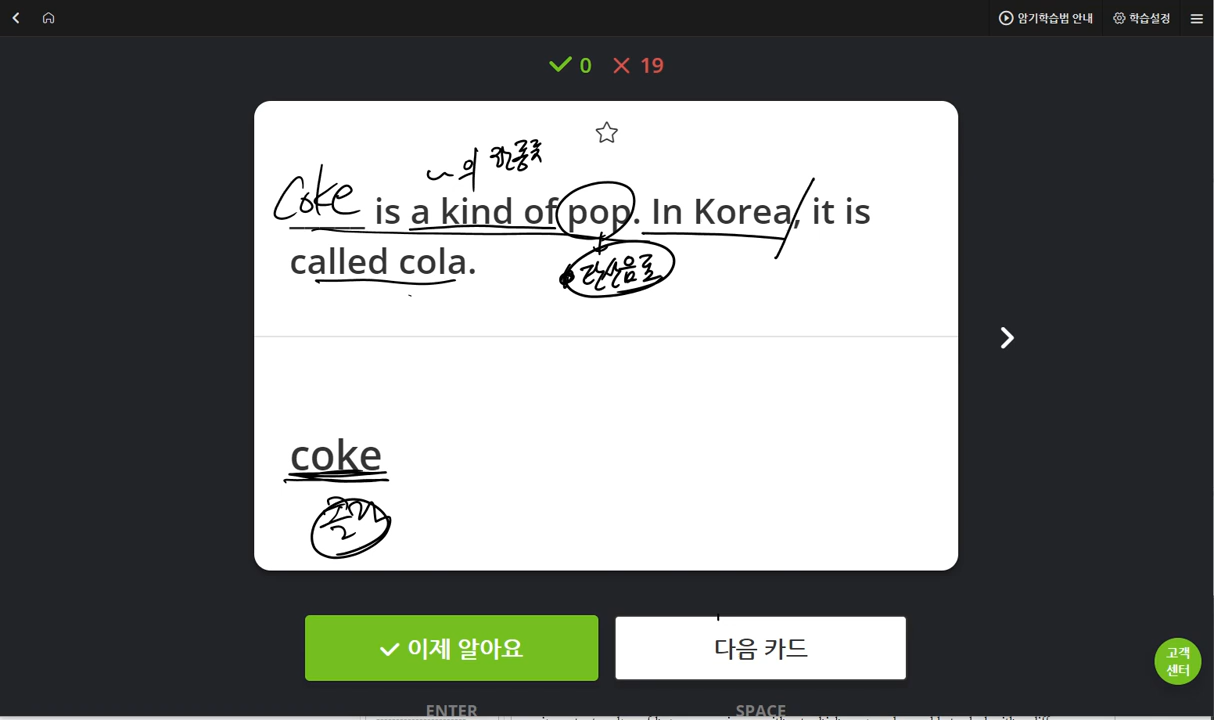 암기학습법 안내 학습설정
0 19
~의 한종류
Coke is a kind of pop. In Korea, it is
called cola.
탄산음료
coke
콜라
이제 알아요 다음 카드
고객
센터
ENTER SPACE